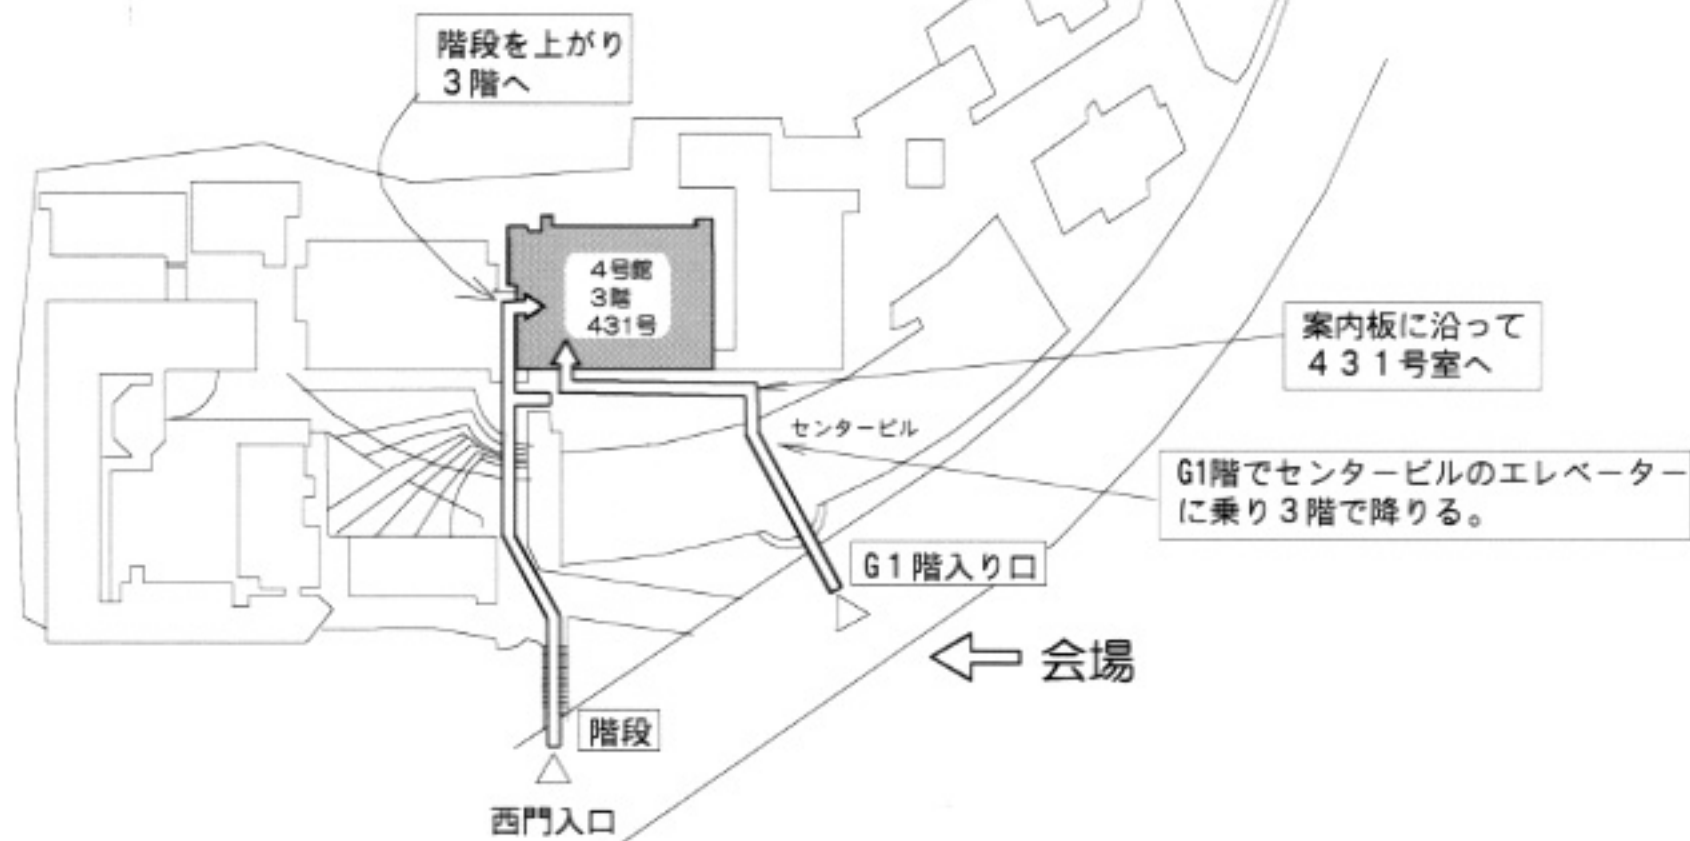 階段を上がり
３階へ
４号館
３階
４３１号
案内板に沿って
４３１号室へ
センタービル
G1階でセンタービルのエレベーター
に乗り３階で降りる。
G１階入り口
会場
階段
西門入口